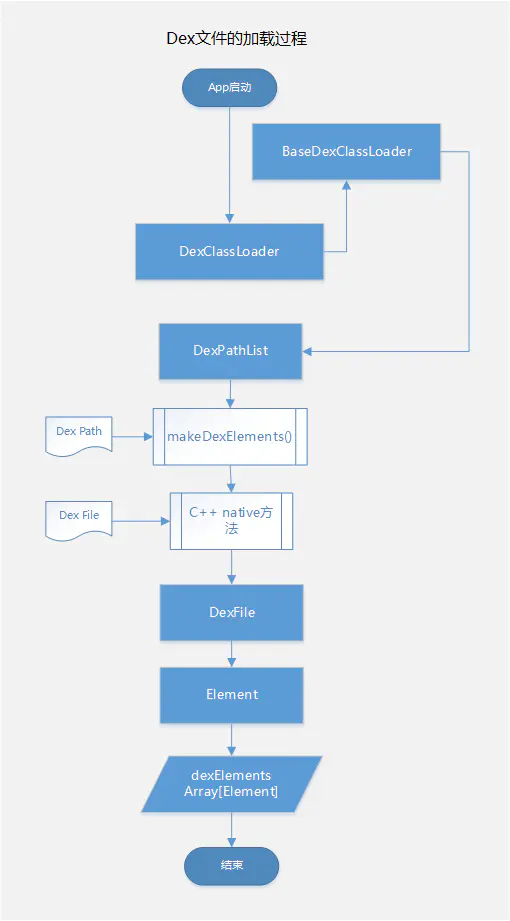 Dex文件的加载过程
App启动
BaseDexClassLoader
DexClassLoader
DexPathList
Dex Path
makeDexElements()
Dex File
C++ native方
法
DexFile
Element
dexElements
Array[Element]
结束